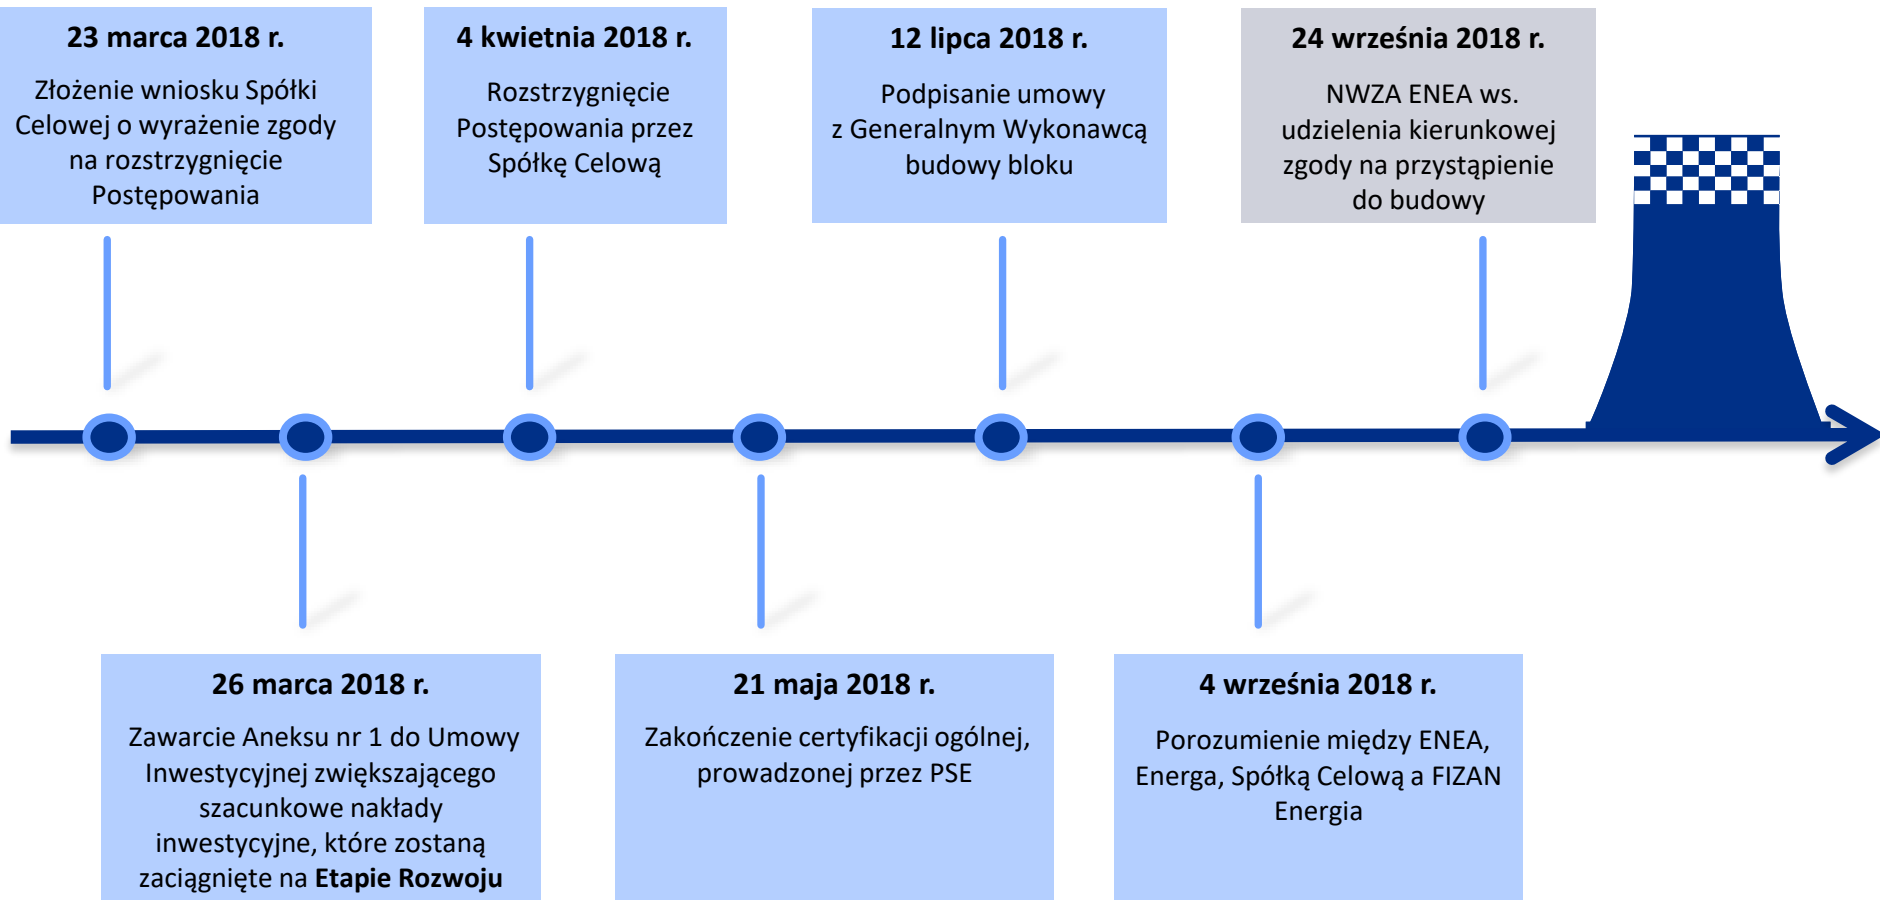 23 marca 2018 r.
Złożenie wniosku Spółki
Celowej o wyrażenie zgody
na rozstrzygnięcie
Postępowania
4 kwietnia 2018 r.
Rozstrzygnięcie
Postępowania przez
Spółkę Celową
12 lipca 2018 r.
Podpisanie umowy
z Generalnym Wykonawcą
budowy bloku
24 września 2018 r.
NWZA ENEA ws.
udzielenia kierunkowej
zgody na przystąpienie
do budowy
26 marca 2018 r.
Zawarcie Aneksu nr 1 do Umowy
Inwestycyjnej zwiększającego
szacunkowe nakłady
inwestycyjne, które zostaną
zaciągnięte na Etapie Rozwoju
21 maja 2018 r.
Zakończenie certyfikacji ogólnej,
prowadzonej przez PSE
4 września 2018 r.
Porozumienie między ENEA,
Energa, Spółką Celową a FIZAN
Energia